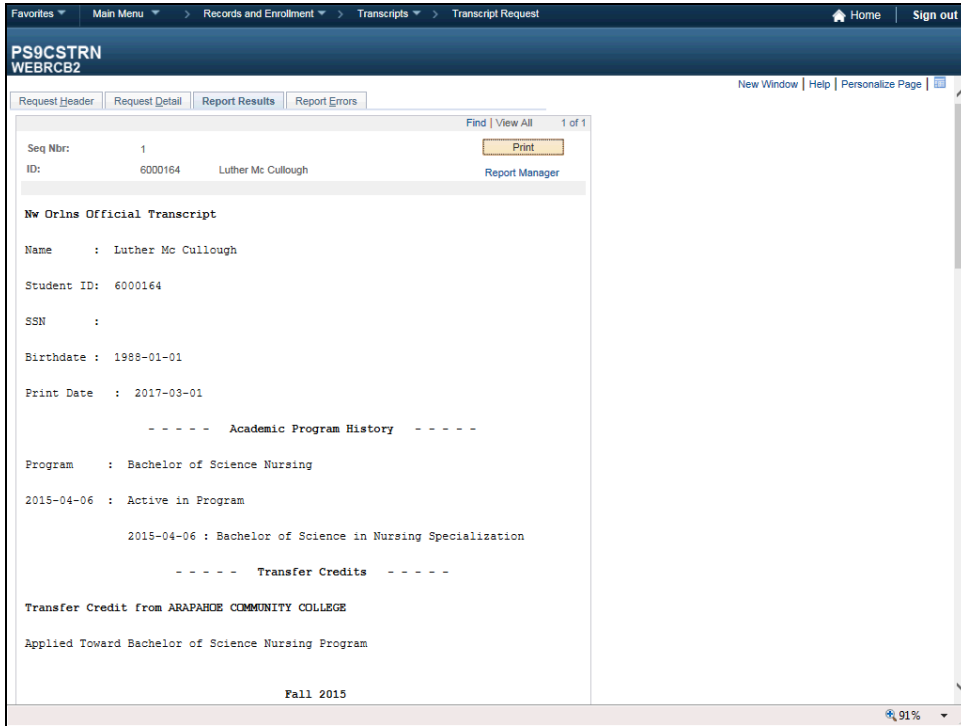 Favorites Main Menu > Records and Enrollment > Transcripts > Transcript Request Home Sign out
PS9CSTRN
WEBRCB2
New Window | Help | Personalize Page |
Request Header Request Detail Report Results Report Errors
Find | View All 1 of 1
Seq Nbr: 1 Print
ID: 6000164 Luther Mc Cullough Report Manager
Nw Orlns Official Transcript
Name : Luther Mc Cullough
Student ID: 6000164
SSN :
Birthdate : 1988-01-01
Print Date : 2017-03-01
- - - - - Academic Program History - - - - -
Program : Bachelor of Science Nursing
2015-04-06 : Active in Program
2015-04-06 : Bachelor of Science in Nursing Specialization
- - - - - Transfer Credits - - - - -
Transfer Credit from ARAPAHOE COMMUNITY COLLEGE
Applied Toward Bachelor of Science Nursing Program
Fall 2015
91%